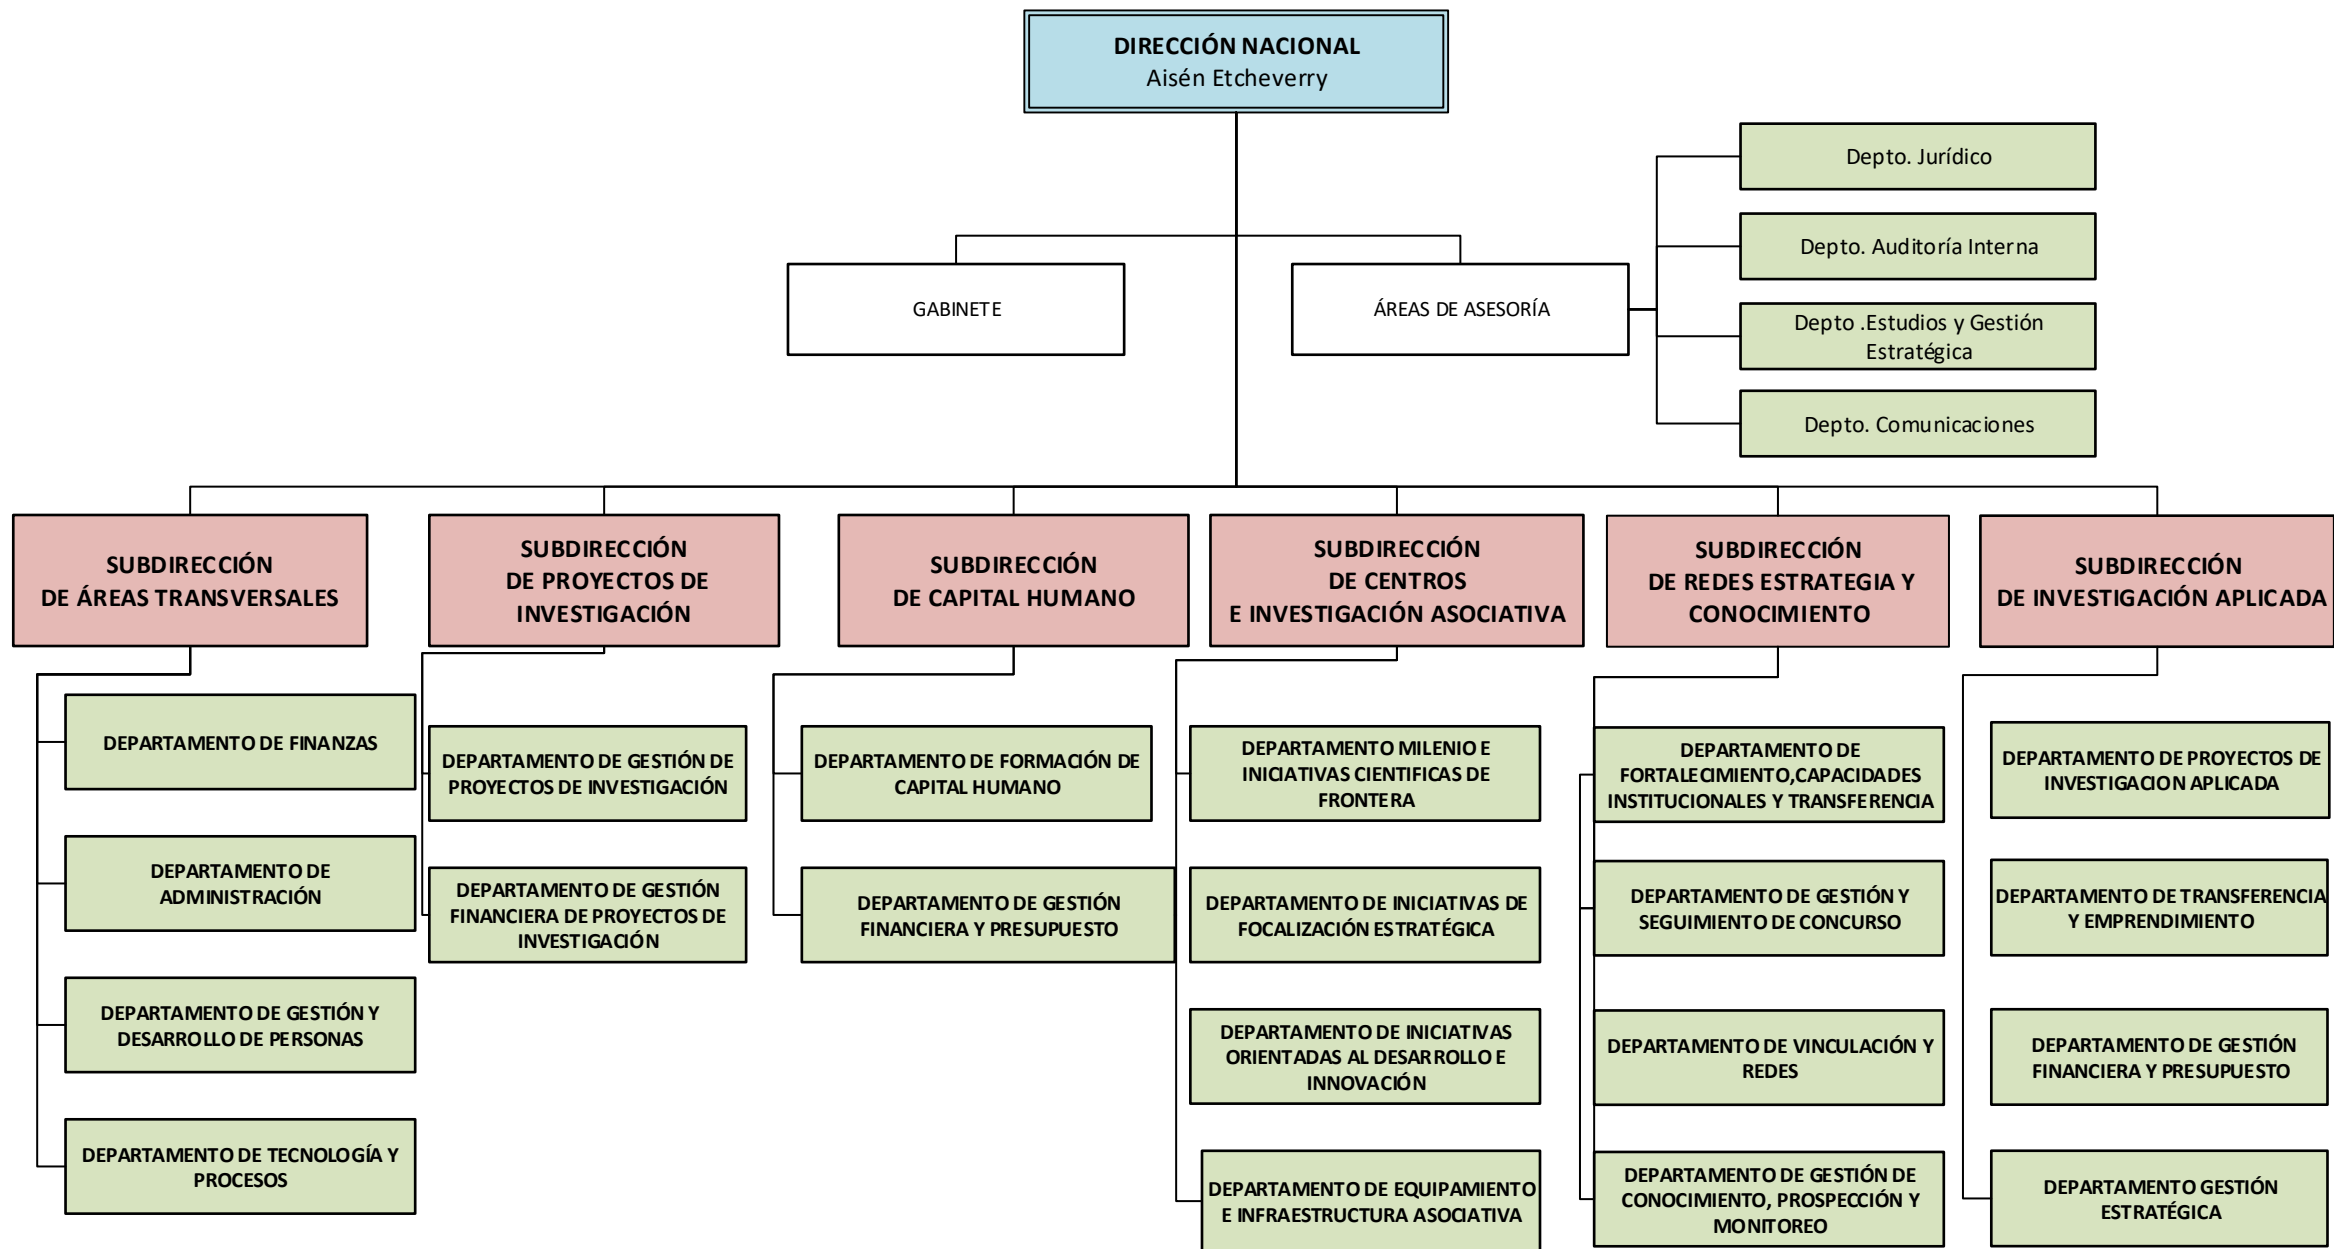 DIRECCIÓN NACIONAL
Aisén Etcheverry
Depto. Jurídico
Depto. Auditoría Interna
GABINETE
ÁREAS DE ASESORÍA
Depto .Estudios y Gestión
Estratégica
Depto. Comunicaciones
SUBDIRECCIÓN
DE ÁREAS TRANSVERSALES
SUBDIRECCIÓN
DE PROYECTOS DE
INVESTIGACIÓN
SUBDIRECCIÓN
DE CAPITAL HUMANO
SUBDIRECCIÓN
DE CENTROS
E INVESTIGACIÓN ASOCIATIVA
SUBDIRECCIÓN
DE REDES ESTRATEGIA Y
CONOCIMIENTO
SUBDIRECCIÓN
DE INVESTIGACIÓN APLICADA
DEPARTAMENTO DE FINANZAS
DEPARTAMENTO DE
ADMINISTRACIÓN
DEPARTAMENTO DE GESTIÓN Y
DESARROLLO DE PERSONAS
DEPARTAMENTO DE TECNOLOGÍA Y
PROCESOS
DEPARTAMENTO DE GESTIÓN DE
PROYECTOS DE INVESTIGACIÓN
DEPARTAMENTO DE GESTIÓN
FINANCIERA DE PROYECTOS DE
INVESTIGACIÓN
DEPARTAMENTO DE FORMACIÓN DE
CAPITAL HUMANO
DEPARTAMENTO DE GESTIÓN
FINANCIERA Y PRESUPUESTO
DEPARTAMENTO MILENIO E
INICIATIVAS CIENTIFICAS DE
FRONTERA
DEPARTAMENTO DE INICIATIVAS DE
FOCALIZACIÓN ESTRATÉGICA
DEPARTAMENTO DE INICIATIVAS
ORIENTADAS AL DESARROLLO E
INNOVACIÓN
DEPARTAMENTO DE EQUIPAMIENTO
E INFRAESTRUCTURA ASOCIATIVA
DEPARTAMENTO DE
FORTALECIMIENTO,CAPACIDADES
INSTITUCIONALES Y TRANSFERENCIA
DEPARTAMENTO DE GESTIÓN Y
SEGUIMIENTO DE CONCURSO
DEPARTAMENTO DE VINCULACIÓN Y
REDES
DEPARTAMENTO DE GESTIÓN DE
CONOCIMIENTO, PROSPECCIÓN Y
MONITOREO
DEPARTAMENTO DE PROYECTOS DE
INVESTIGACION APLICADA
DEPARTAMENTO DE TRANSFERENCIA
Y EMPRENDIMIENTO
DEPARTAMENTO DE GESTIÓN
FINANCIERA Y PRESUPUESTO
DEPARTAMENTO GESTIÓN
ESTRATÉGICA